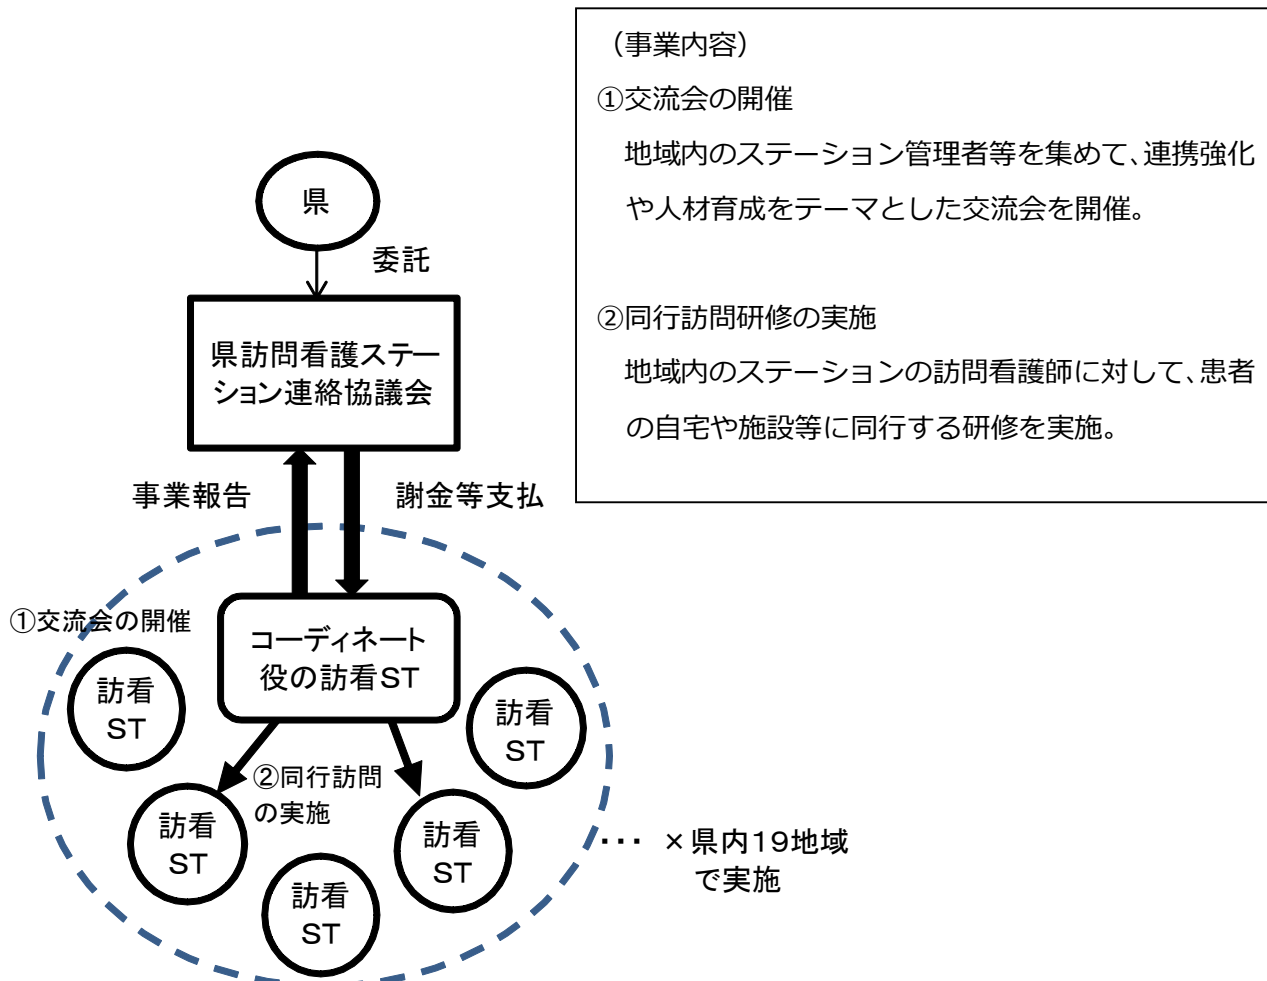 （事業内容）
①交流会の開催
地域内のステーション管理者等を集めて、連携強化
や人材育成をテーマとした交流会を開催。
②同行訪問研修の実施
地域内のステーションの訪問看護師に対して、患者
の自宅や施設等に同行する研修を実施。
県
委託
県訪問看護ステー
ション連絡協議会
事業報告
謝金等支払
①交流会の開催
コーディネート
役の訪看ST
訪看
ST
訪看
ST
②同行訪問
の実施
訪看
ST
訪看
ST
訪看
ST
・・・ ×県内19地域
で実施